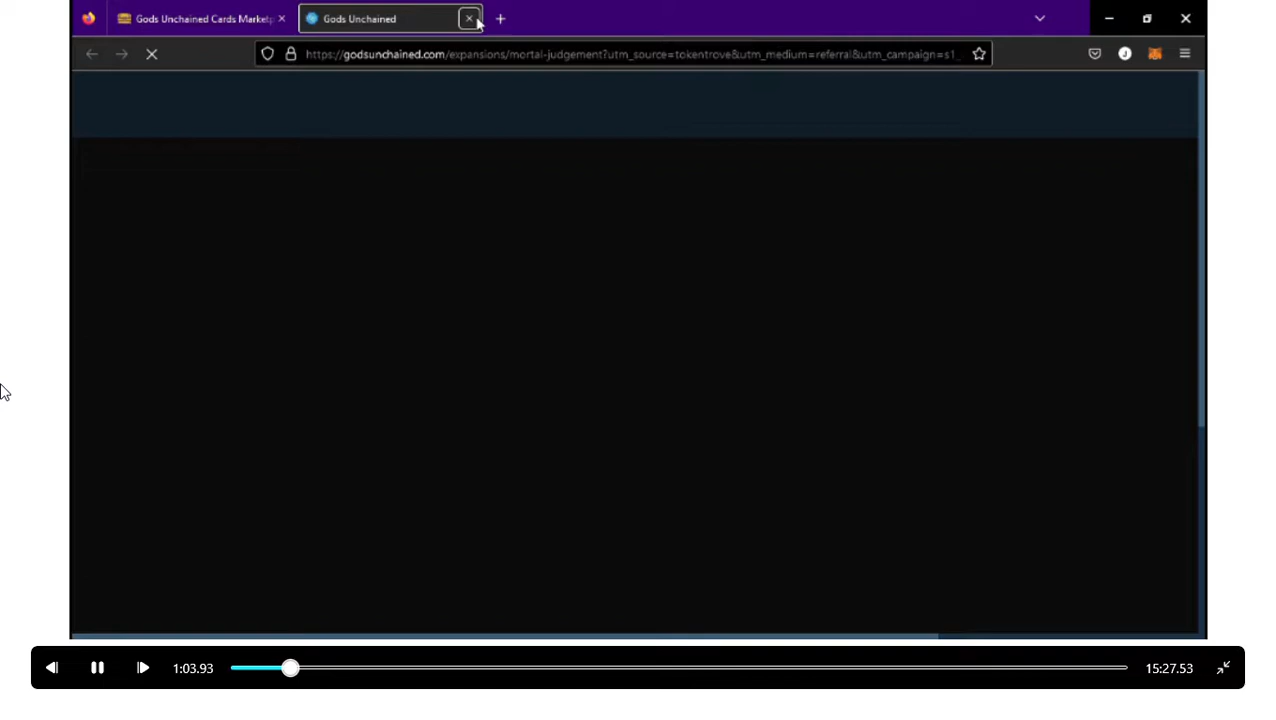 Gods Unchained Cards Marketp
Gods Unchained
https://godsunchained.com/expansions/mortal-judgement?utm_source=tokentrove&utm_medium=referral&utm_campaign=s1_
J
1:03.93
15:27.53